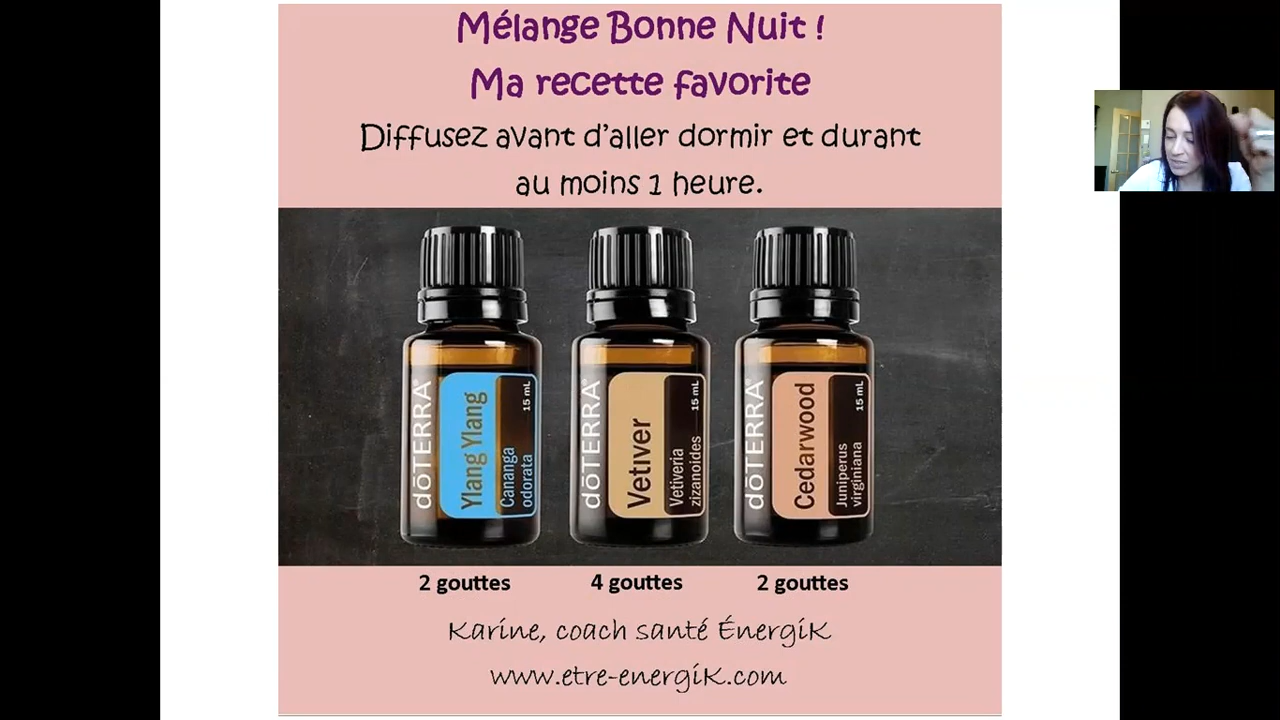 Mélange Bonne Nuit !
Ma recette favorite
Diffusez avant d'aller dormir et durant
au moins 1 heure.
dōTERRA®
Ylang Ylang
Cananga
odorata
15 mL
dōTERRA®
Vetiver
Vetiveria
zizanoides
15 mL
dōTERRA®
Cedarwood
Juniperus
virginiana
15 mL
2 gouttes
4 gouttes
2 gouttes
Karine, coach santé ÉnergiK
www.etre-energiK.com